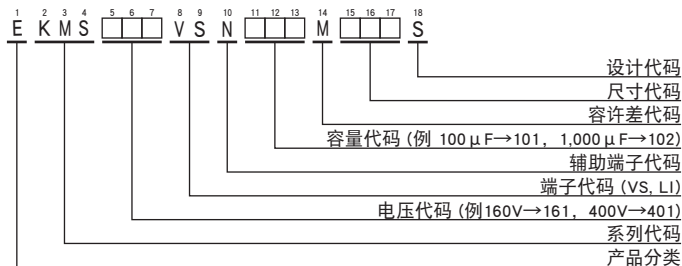 1 2 3 4 5 6 7 8 9 10 11 12 13 14 15 16 17 18
E KMS □□□ VS N □□□ M □□□ S
设计代码
尺寸代码
容许差代码
容量代码 (例 100μF→101, 1,000μF→102)
辅助端子代码
端子代码 (VS, LI)
电压代码 (例160V→161, 400V→401)
系列代码
产品分类